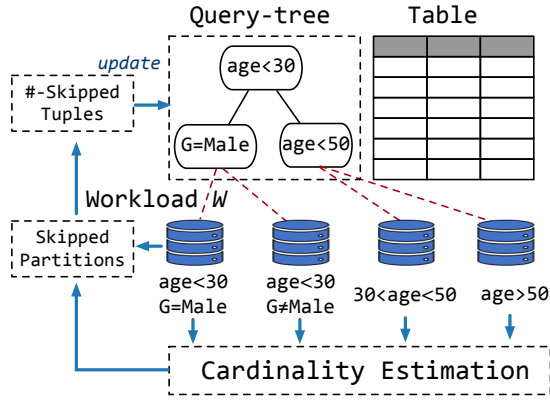 Query-tree
Table
update
age<30
#-Skipped
Tuples
G=Male
age<50
Workload W
Skipped
Partitions
age<30
G=Male
age<30
G≠Male
30<age<50
age>50
Cardinality Estimation